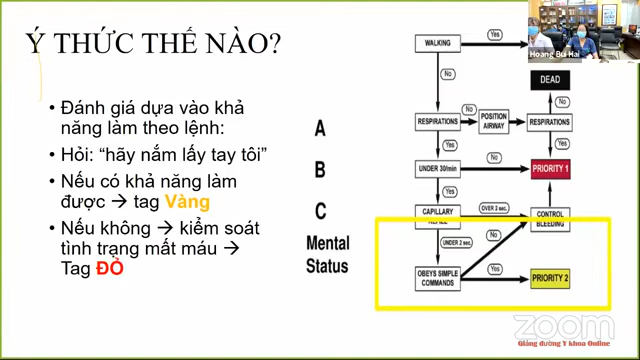 Ý THỨC THẾ NÀO?
• Đánh giá dựa vào khả
năng làm theo lệnh:
• Hỏi: “hãy nắm lấy tay tôi”
• Nếu có khả năng làm
được → tag Vàng
• Nếu không → kiểm soát
tình trạng mất máu →
Tag ĐỎ
A
B
C
Mental
Status
WALKING
Yes
No
DEAD
No
RESPIRATIONS
No
POSITION
AIRWAY
RESPIRATIONS
Yes
Yes
UNDER 30/min
No
PRIORITY 1
Yes
CAPILLARY
OVER 2 sec.
CONTROL
BLEEDING
UNDER 2 sec.
No
OBEYS SIMPLE
COMMANDS
Yes
PRIORITY 2
Hoang Bui Hai
zoom
Giảng đường Y khoa Online